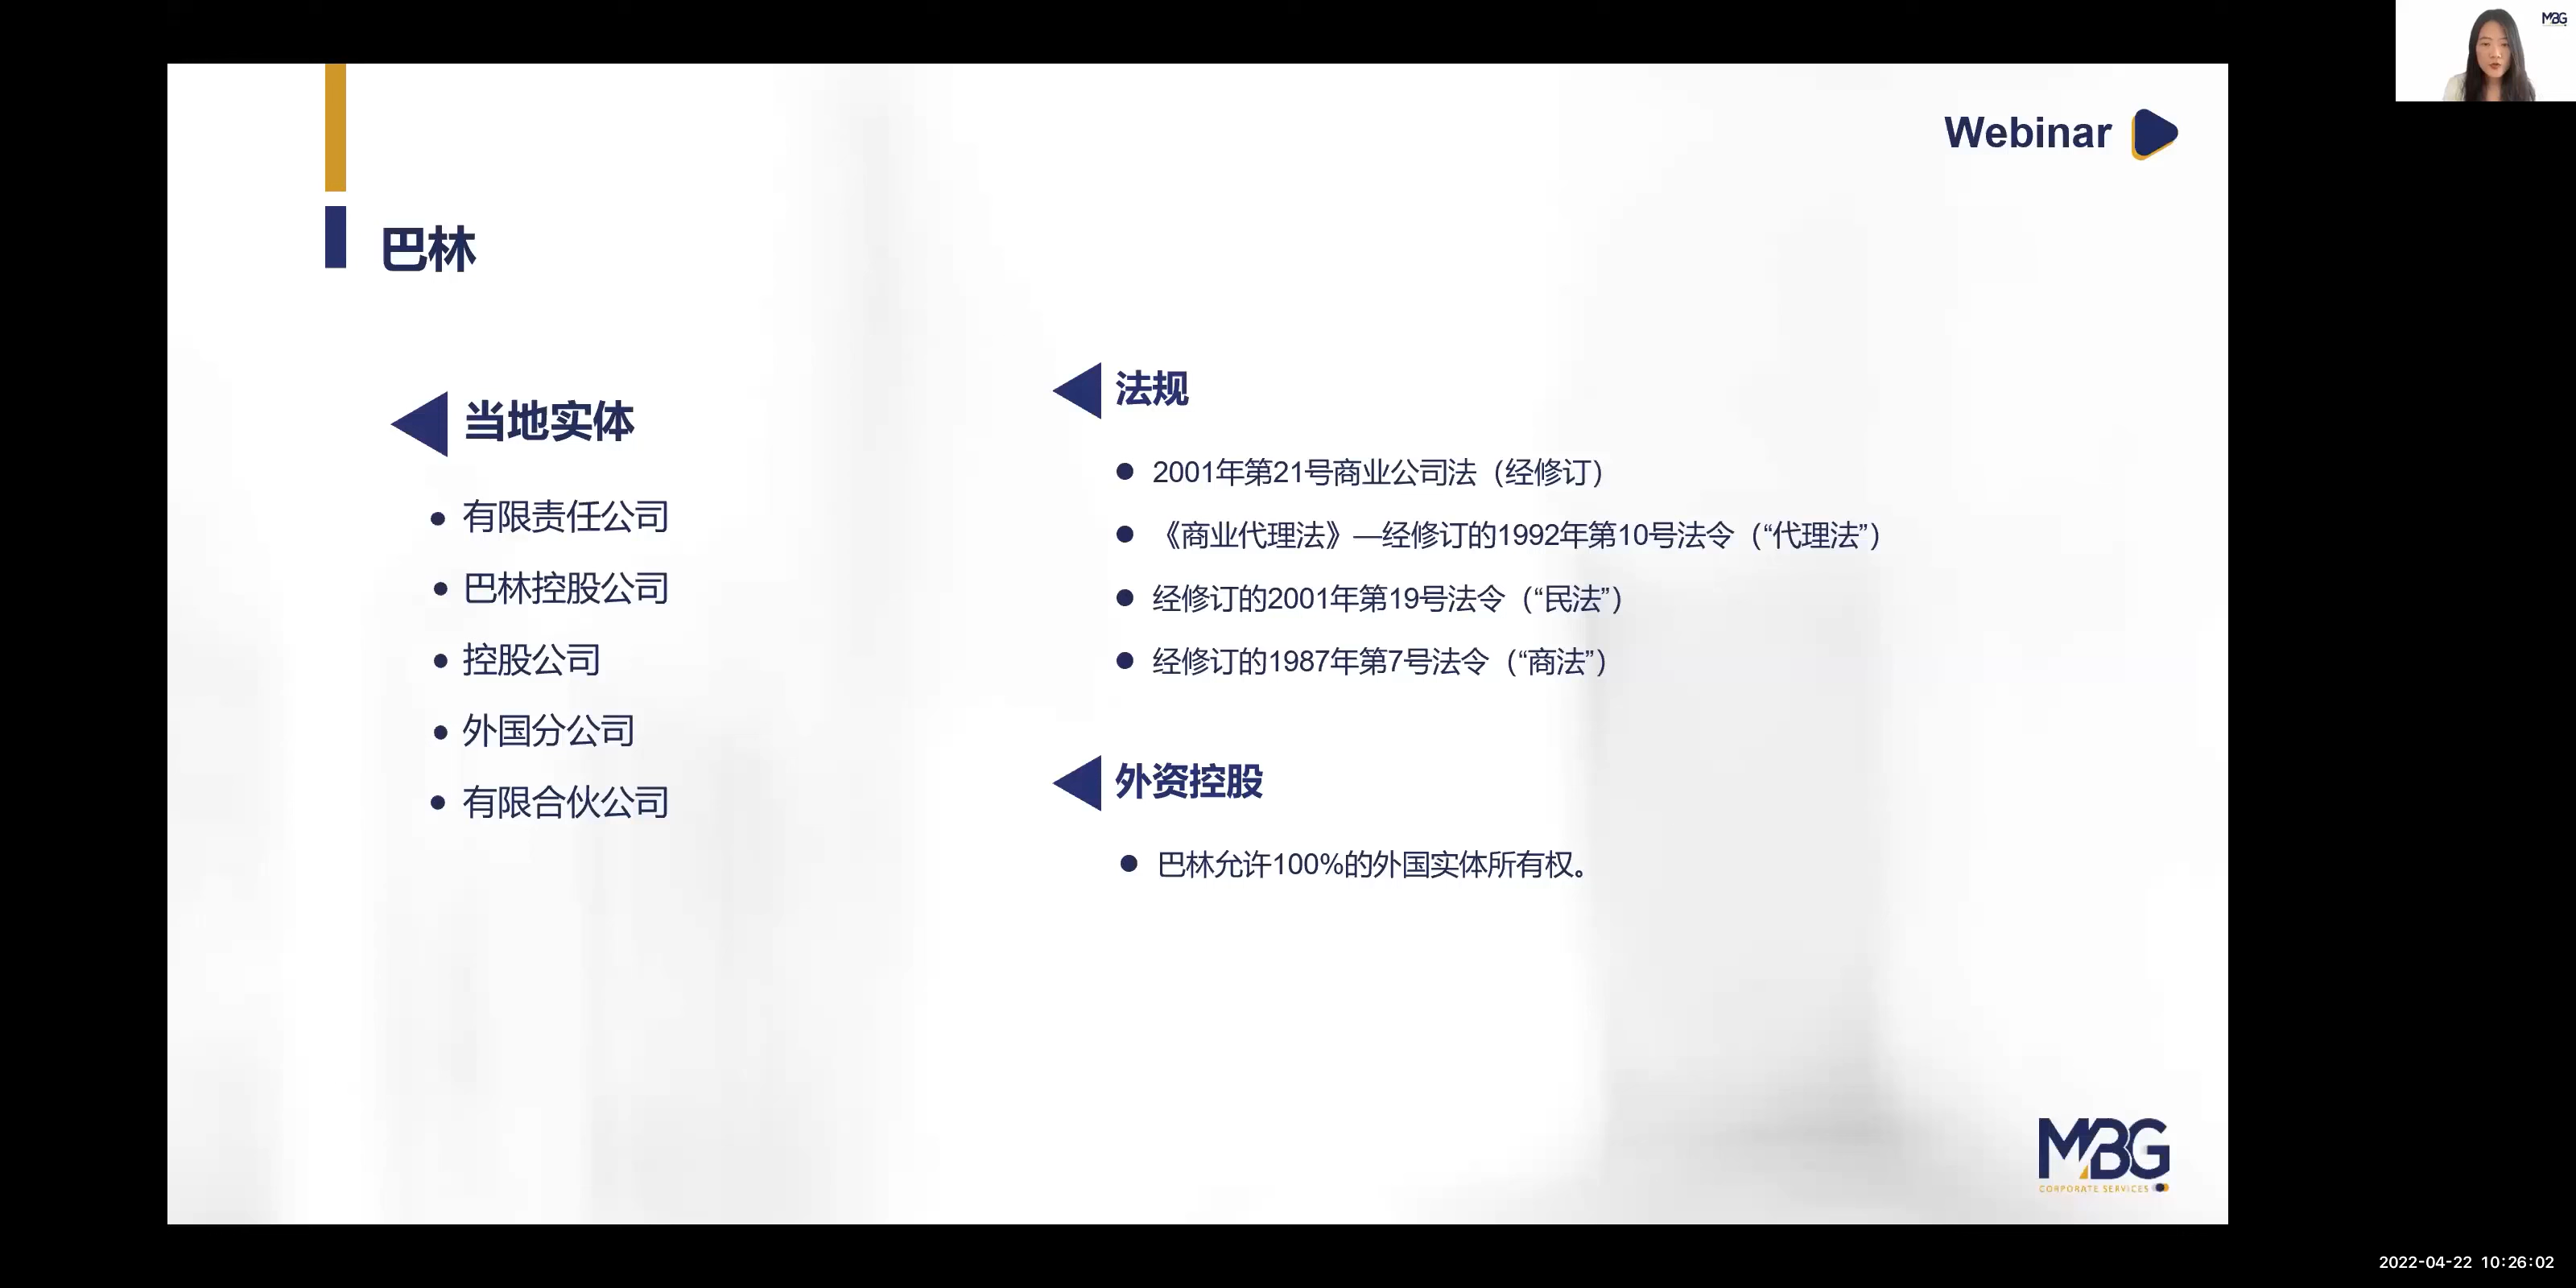 MBG
Webinar
巴林
当地实体
有限责任公司
巴林控股公司
控股公司
外国分公司
有限合伙公司
法规
2001年第21号商业公司法（经修订）
《商业代理法》—经修订的1992年第10号法令（“代理法”）
经修订的2001年第19号法令（“民法”）
经修订的1987年第7号法令（“商法”）
外资控股
巴林允许100%的外国实体所有权。
MBG
CORPORATE SERVICES
2022-04-22 10:26:02